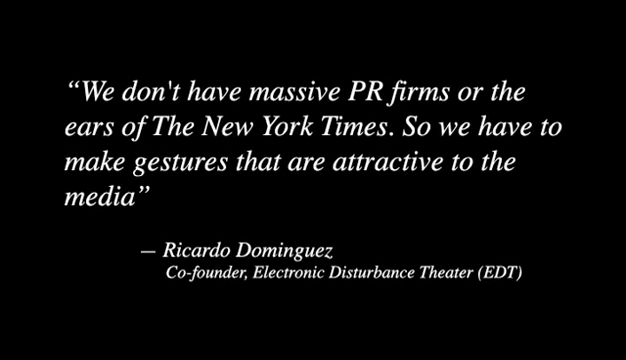 “We don't have massive PR firms or the
ears of The New York Times. So we have to
make gestures that are attractive to the
media”
— Ricardo Dominguez
Co-founder, Electronic Disturbance Theater (EDT)